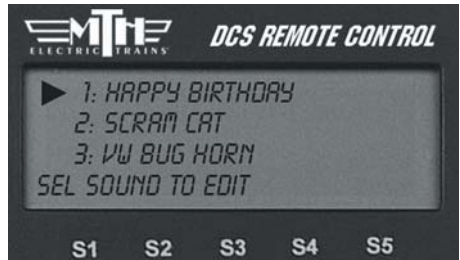 MTH
ELECTRIC TRAINS
DCS REMOTE CONTROL
1: HAPPY BIRTHDAY
2: SCRAM CAT
3: VW BUG HORN
SEL SOUND TO EDIT
S1 S2 S3 S4 S5